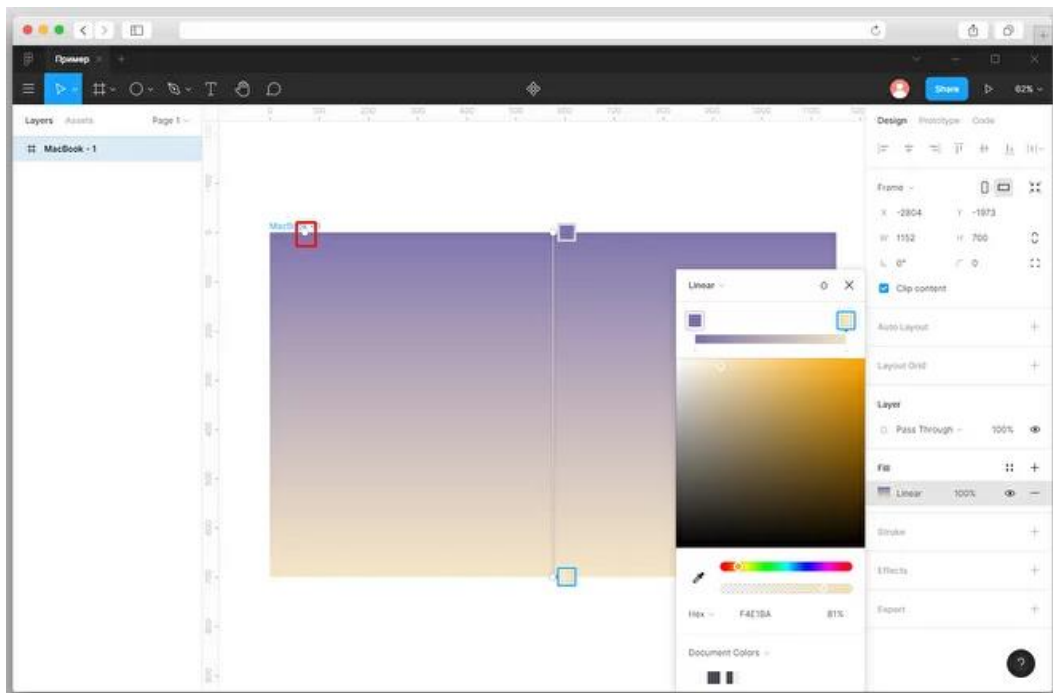 Пример
Share
62%
Layers Assets Page 1
Design Prototype Code
MacBook - 1
Frame
X -2804 Y -1973
W 1152 H 700
0° 0
Clip content
Auto Layout
Layout Grid
Layer
Pass Through 100%
Fill
Linear 100%
Stroke
Effects
Export
Linear
Hex F4E1BA 81%
Document Colors
?